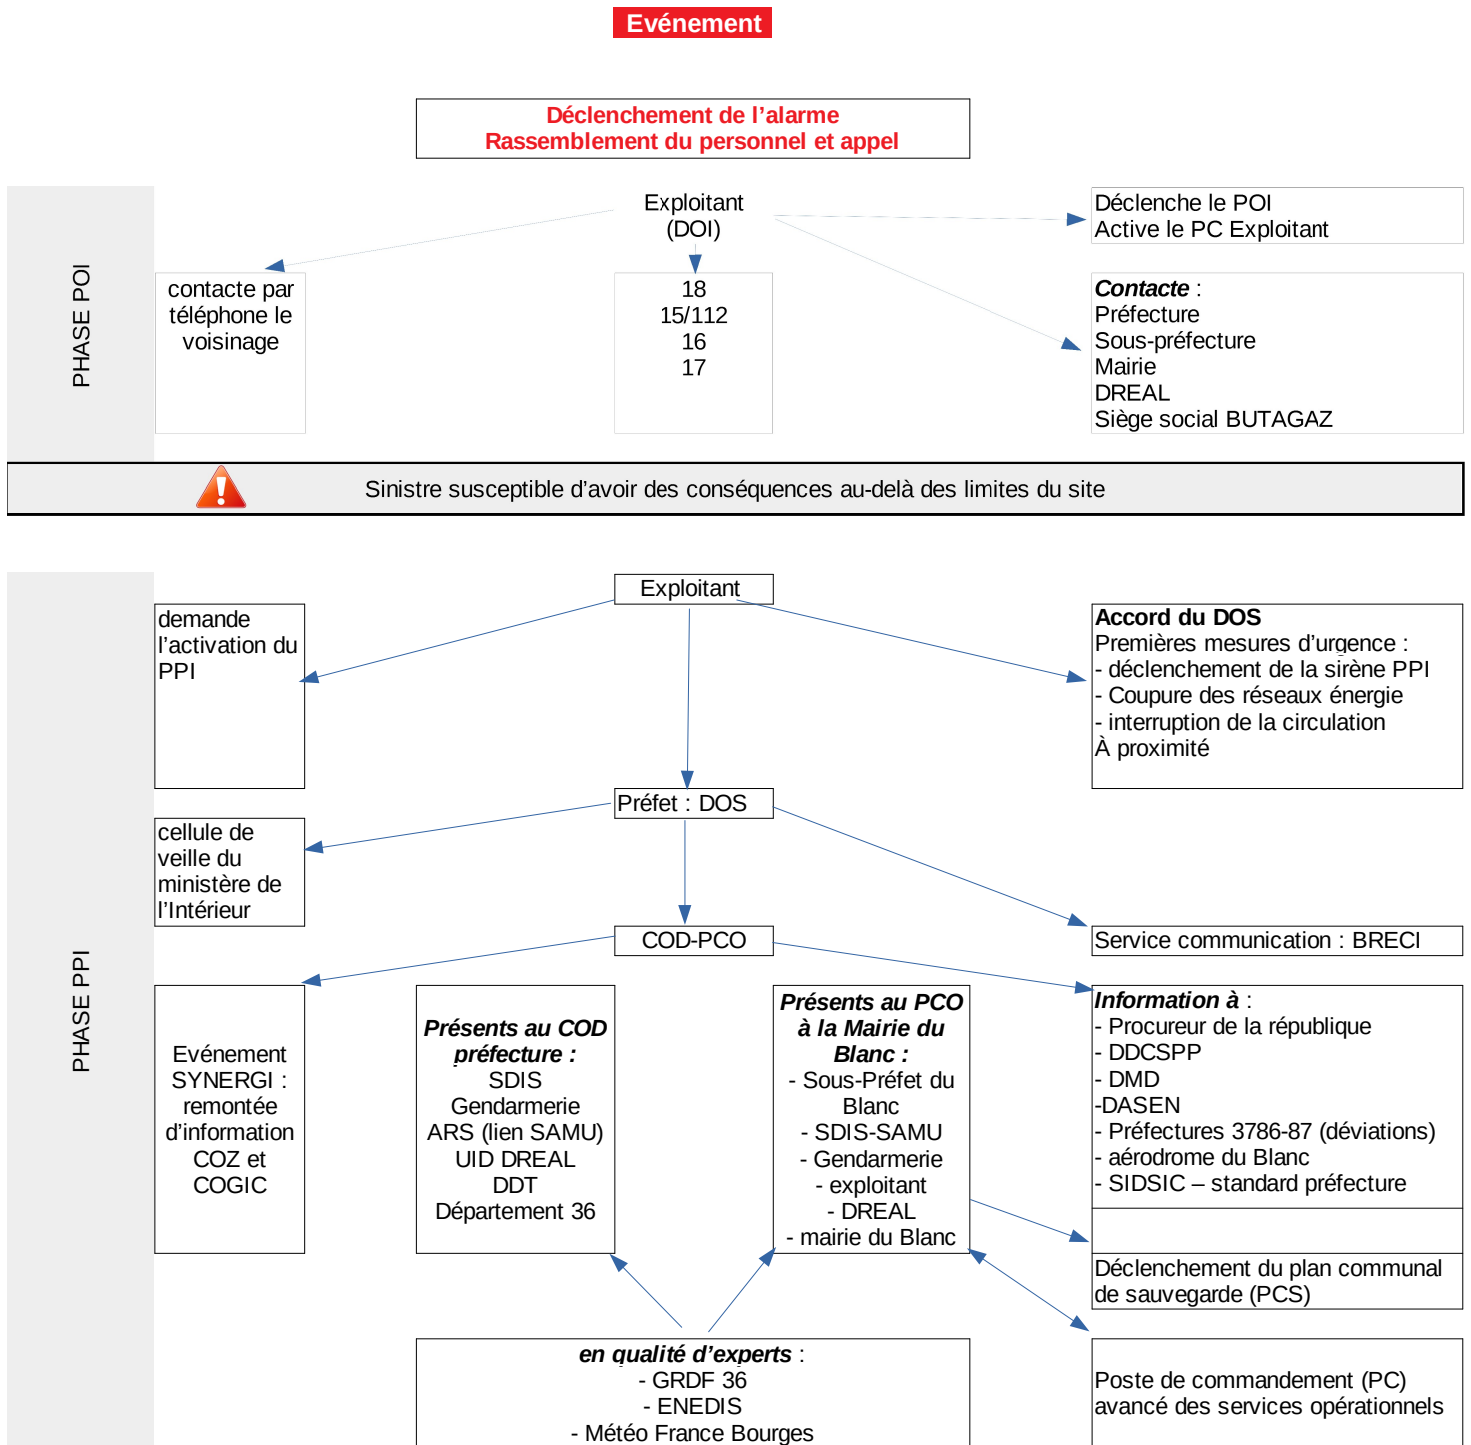 Evénement
Déclenchement de l’alarme
Rassemblement du personnel et appel
PHASE POI
Exploitant
(DOI)
Déclenche le POI
Active le PC Exploitant
contacte par
téléphone le
voisinage
18
15/112
16
17
Contacte :
Préfecture
Sous-préfecture
Mairie
DREAL
Siège social BUTAGAZ
Sinistre susceptible d’avoir des conséquences au-delà des limites du site
PHASE PPI
Exploitant
demande
l’activation du
PPI
Accord du DOS
Premières mesures d’urgence :
- déclenchement de la sirène PPI
- Coupure des réseaux énergie
- interruption de la circulation
À proximité
Préfet : DOS
cellule de
veille du
ministère de
l’Intérieur
COD-PCO
Service communication : BRECI
Evénement
SYNERGI :
remontée
d’information
COZ et
COGIC
Présents au COD
préfecture :
SDIS
Gendarmerie
ARS (lien SAMU)
UID DREAL
DDT
Département 36
Présents au PCO
à la Mairie du
Blanc :
- Sous-Préfet du
Blanc
- SDIS-SAMU
- Gendarmerie
- exploitant
- DREAL
- mairie du Blanc
Information à :
- Procureur de la république
- DDCSPP
- DMD
-DASEN
- Préfectures 3786-87 (déviations)
- aérodrome du Blanc
- SIDSIC – standard préfecture
Déclenchement du plan communal
de sauvegarde (PCS)
en qualité d’experts :
- GRDF 36
- ENEDIS
- Météo France Bourges
Poste de commandement (PC)
avancé des services opérationnels